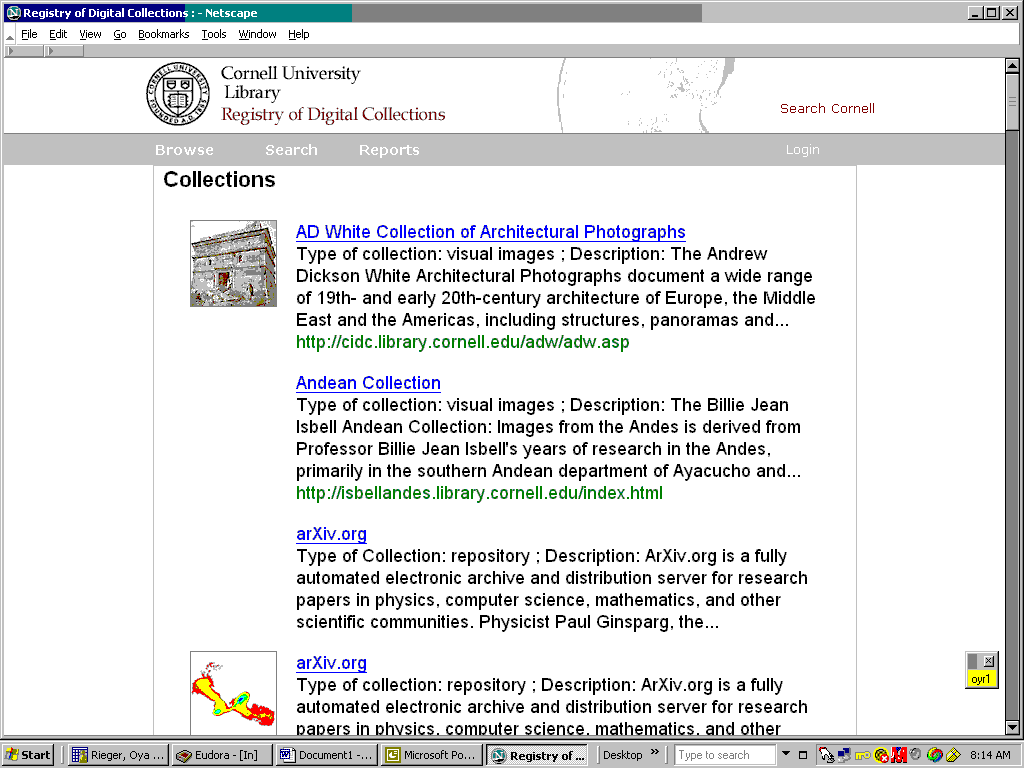 Registry of Digital Collections : - Netscape
File Edit View Go Bookmarks Tools Window Help
Cornell University
Library
Registry of Digital Collections
Search Cornell
Browse Search Reports Login
Collections
AD White Collection of Architectural Photographs
Type of collection: visual images ; Description: The Andrew
Dickson White Architectural Photographs document a wide range
of 19th- and early 20th-century architecture of Europe, the Middle
East and the Americas, including structures, panoramas and...
http://cidc.library.cornell.edu/adw/adw.asp
Andean Collection
Type of collection: visual images ; Description: The Billie Jean
Isbell Andean Collection: Images from the Andes is derived from
Professor Billie Jean Isbell's years of research in the Andes,
primarily in the southern Andean department of Ayacucho and...
http://isbellandes.library.cornell.edu/index.html
arXiv.org
Type of Collection: repository ; Description: ArXiv.org is a fully
automated electronic archive and distribution server for research
papers in physics, computer science, mathematics, and other
scientific communities. Physicist Paul Ginsparg, the...
arXiv.org
Type of collection: repository ; Description: ArXiv.org is a fully
automated electronic archive and distribution server for research
papers in physics, computer science, mathematics, and other
oyr1
Start Rieger, Oya ... Eudora - [In] Document1 -... Microsoft Po... Registry of ... Desktop » Type to search 8:14 AM